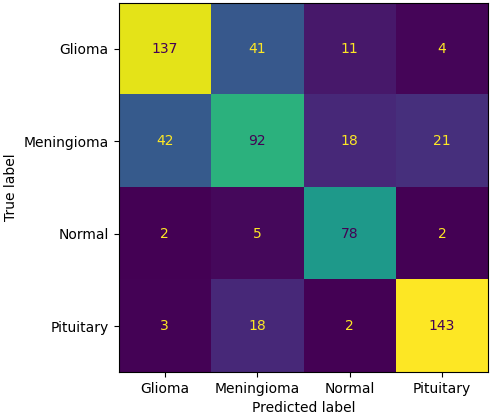 Glioma 137 41 11 4
Meningioma 42 92 18 21
Normal 2 5 78 2
Pituitary 3 18 2 143
True label
Glioma Meningioma Normal Pituitary
Predicted label